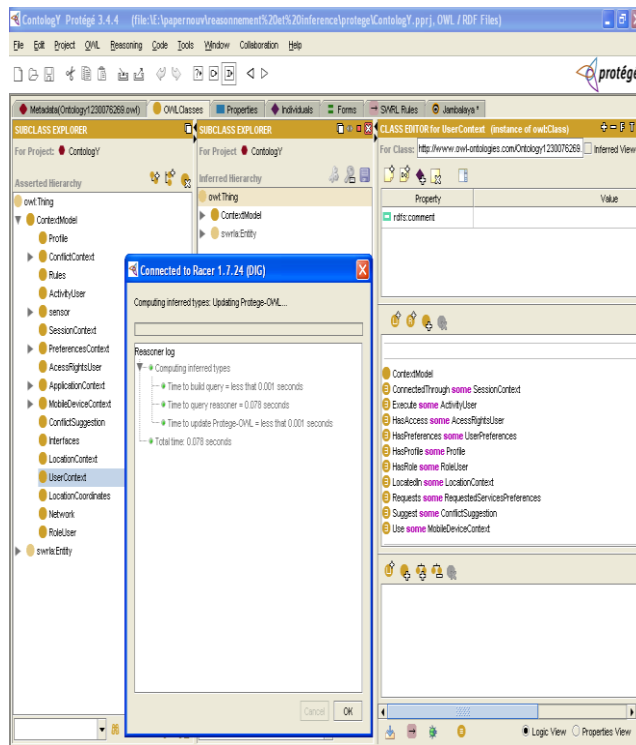 ContologY Protégé 3.4.4 (file:\E:\papernouv\reasonnement%20et%20inference\protege\ContologY.pprj, OWL / RDF Files)
File Edit Project OWL Reasoning Code Tools Window Collaboration Help
protégé
Metadata(Ontology1230076269.owl) OWLClasses Properties Individuals Forms SWRL Rules Jambalaya
SUBCLASS EXPLORER
For Project: ContologY
Asserted Hierarchy
owl:Thing
ContextModel
Profile
ConflictContext
Rules
ActivityUser
sensor
SessionContext
PreferencesContext
AcessRightsUser
ApplicationContext
MobileDeviceContext
ConflictSuggestion
Interfaces
LocationContext
UserContext
LocationCoordinates
Network
RoleUser
swrla:Entity
SUBCLASS EXPLORER
For Project ContologY
Inferred Hierarchy
owl:Thing
ContextModel
swrla:Entity
Connected to Racer 1.7.24 (DIG)
Computing inferred types: Updating Protege-OWL...
Reasoner log
Computing inferred types
Time to build query = less that 0.001 seconds
Time to query reasoner = 0.078 seconds
Time to update Protege-OWL = less that 0.001 seconds
Total time: 0.078 seconds
Cancel OK
CLASS EDITOR for UserContext (instance of owl:Class)
For Class: http://www.owl-ontologies.com/Ontology1230076269. Inferred View
Property Value
rdfs:comment
ContextModel
ConnectedThrough some SessionContext
Execute some ActivityUser
HasAccess some AcessRightsUser
HasPreferences some UserPreferences
HasProfile some Profile
HasRole some RoleUser
LocatedIn some LocationContext
Requests some RequestedServicesPreferences
Suggest some ConflictSuggestion
Use some MobileDeviceContext
Logic View Properties View